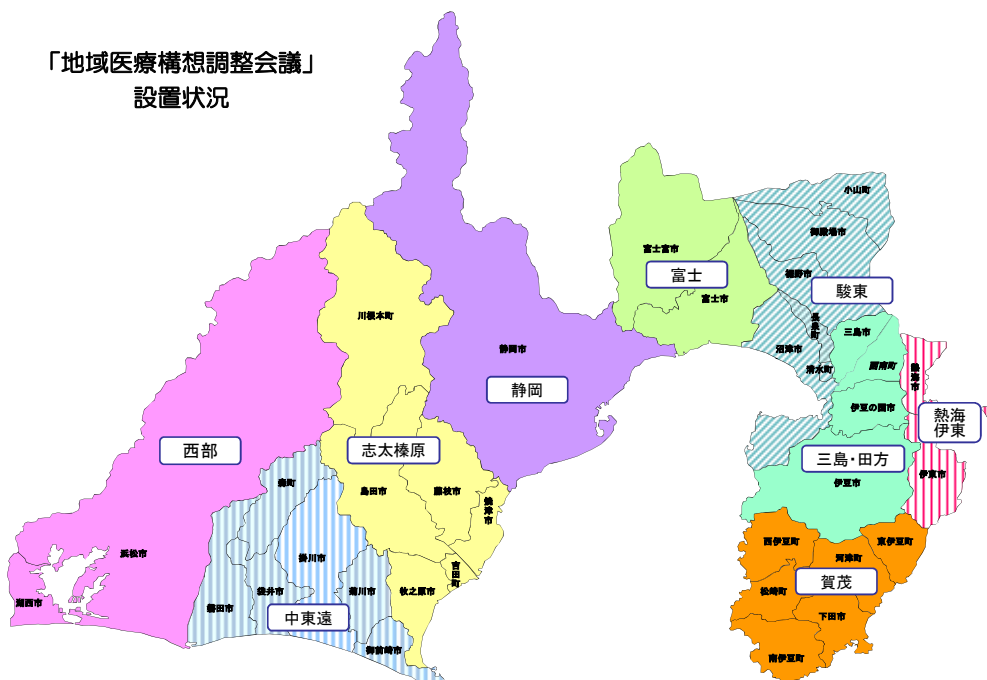 「地域医療構想調整会議」
設置状況
小山町
御殿場市
富士宮市
裾野市
富士
駿東
富士市
長泉町
川根本町
三島市
静岡市
沼津市
函南町
清水町
熱海市
静岡
伊豆の国市
熱海
伊東
西部
志太榛原
三島・田方
伊東市
森町
島田市
藤枝市
伊豆市
焼津市
浜松市
掛川市
西伊豆町
東伊豆町
河津町
吉田町
賀茂
湖西市
磐田市
袋井市
菊川市
牧之原市
松崎町
中東遠
下田市
御前崎市
南伊豆町